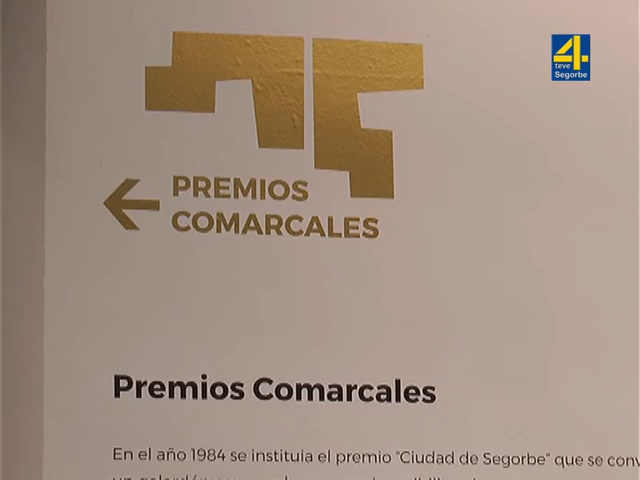 4
teve
Segorbe
PREMIOS
COMARCALES
Premios Comarcales
En el año 1984 se instituia el premio "Ciudad de Segorbe" que se conv